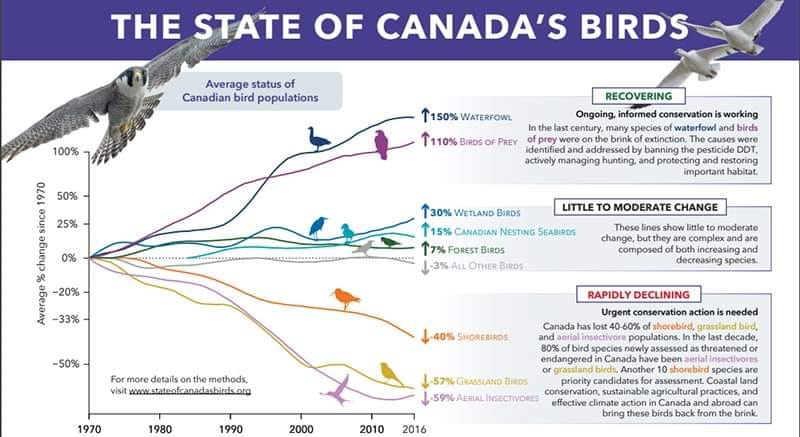 THE STATE OF CANADA'S BIRDS
Average status of
Canadian bird populations
Average % change since 1970
100%
50%
25%
0%
−20%
−33%
−50%
1970
1980
1990
2000
2010
2016
150% WATERFOWL
110% BIRDS OF PREY
30% WETLAND BIRDS
15% CANADIAN NESTING SEABIRDS
7% FOREST BIRDS
-3% ALL OTHER BIRDS
-40% SHOREBIRDS
-57% GRASSLAND BIRDS
-59% AERIAL INSECTIVORES
For more details on the methods,
visit www.stateofcanadasbirds.org
RECOVERING
Ongoing, informed conservation is working
In the last century, many species of waterfowl and birds
of prey were on the brink of extinction. The causes were
identified and addressed by banning the pesticide DDT,
actively managing hunting, and protecting and restoring
important habitat.
LITTLE TO MODERATE CHANGE
These lines show little to moderate
change, but they are complex and are
composed of both increasing and
decreasing species.
RAPIDLY DECLINING
Urgent conservation action is needed
Canada has lost 40-60% of shorebird, grassland bird,
and aerial insectivore populations. In the last decade,
80% of bird species newly assessed as threatened or
endangered in Canada have been aerial insectivores
or grassland birds. Another 10 shorebird species are
priority candidates for assessment. Coastal land
conservation, sustainable agricultural practices, and
effective climate action in Canada and abroad can
bring these birds back from the brink.